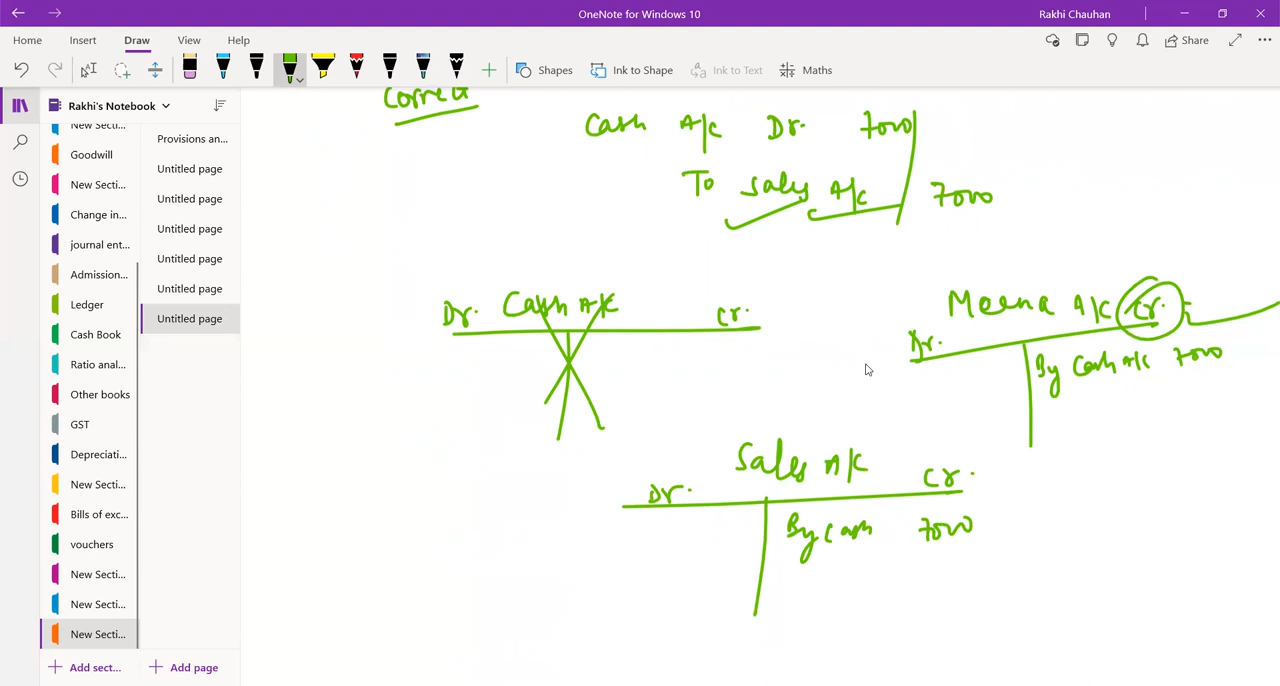 OneNote for Windows 10
Rakhi Chauhan
Home Insert Draw View Help
Share
Shapes
Ink to Shape
Ink to Text
Maths
Rakhi's Notebook
New Secti...
Goodwill
New Secti...
Change in...
journal ent...
Admission...
Ledger
Cash Book
Ratio anal...
Other books
GST
Depreciati...
New Secti...
Bills of exc...
vouchers
New Secti...
New Secti...
New Secti...
Add sect...
Provisions an...
Untitled page
Untitled page
Untitled page
Untitled page
Untitled page
Untitled page
Add page
Cash A/c Dr. 7000
To Sales A/c 7000
Dr. Cash A/c Cr.
Meena A/c Cr.
Dr.
By Cash A/c 7000
Sales A/c
Dr. Cr.
By Cash 7000